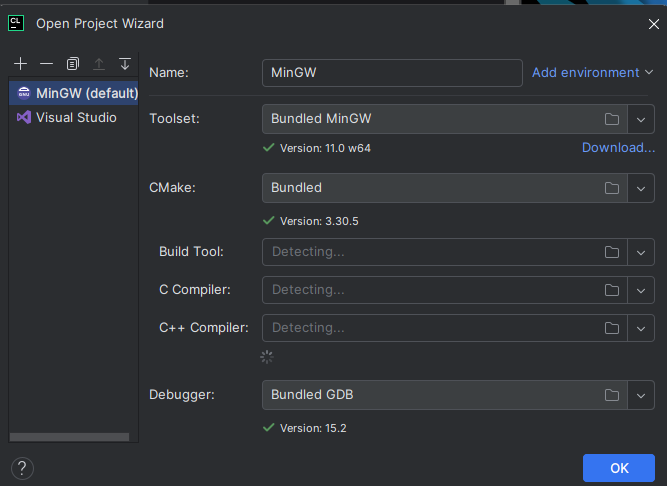 CL Open Project Wizard
Name: MinGW Add environment
MinGW (default)
Visual Studio
Toolset: Bundled MinGW
Version: 11.0 w64 Download...
CMake: Bundled
Version: 3.30.5
Build Tool: Detecting...
C Compiler: Detecting...
C++ Compiler: Detecting...
Debugger: Bundled GDB
Version: 15.2
? OK